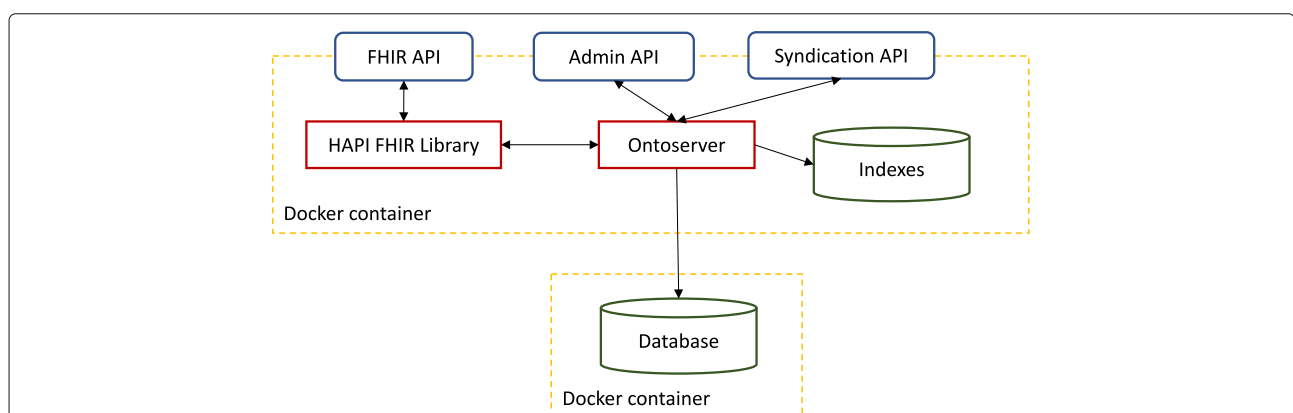 FHIR API
Admin API
Syndication API
HAPI FHIR Library
Ontoserver
Indexes
Docker container
Database
Docker container